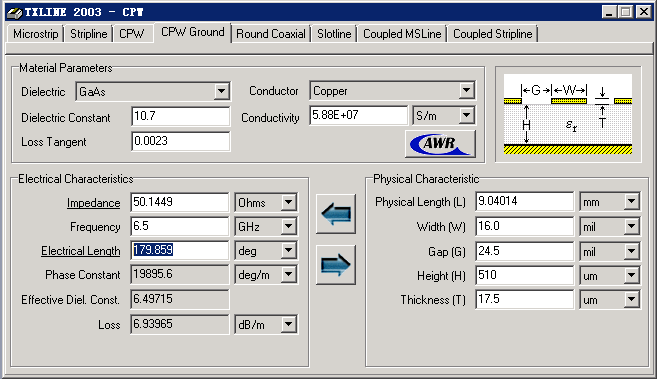 TXLINE 2003 - CPW
Microstrip Stripline CPW CPW Ground Round Coaxial Slotline Coupled MSLine Coupled Stripline
Material Parameters
Dielectric GaAs Conductor Copper
Dielectric Constant 10.7 Conductivity 5.88E+07 S/m
Loss Tangent 0.0023 AWR
G W
H εr T
Electrical Characteristics
Impedance 50.1449 Ohms
Frequency 6.5 GHz
Electrical Length 179.859 deg
Phase Constant 19895.6 deg/m
Effective Diel. Const. 6.49715
Loss 6.93965 dB/m
Physical Characteristic
Physical Length (L) 9.04014 mm
Width (W) 16.0 mil
Gap (G) 24.5 mil
Height (H) 510 um
Thickness (T) 17.5 um